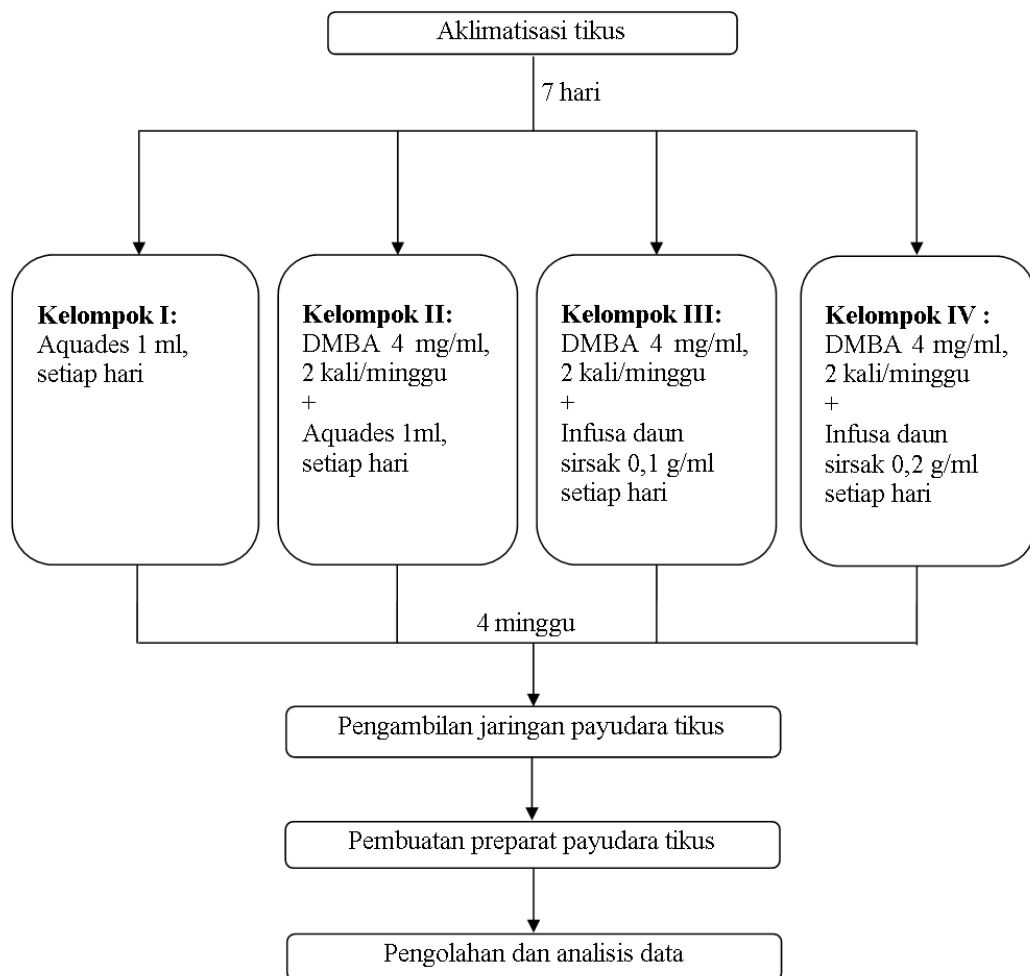 Aklimatisasi tikus
7 hari
Kelompok I:
Aquades 1 ml,
setiap hari
Kelompok II:
DMBA 4 mg/ml,
2 kali/minggu
+
Aquades 1ml,
setiap hari
Kelompok III:
DMBA 4 mg/ml,
2 kali/minggu
+
Infusa daun
sirsak 0,1 g/ml
setiap hari
Kelompok IV :
DMBA 4 mg/ml,
2 kali/minggu
+
Infusa daun
sirsak 0,2 g/ml
setiap hari
4 minggu
Pengambilan jaringan payudara tikus
Pembuatan preparat payudara tikus
Pengolahan dan analisis data